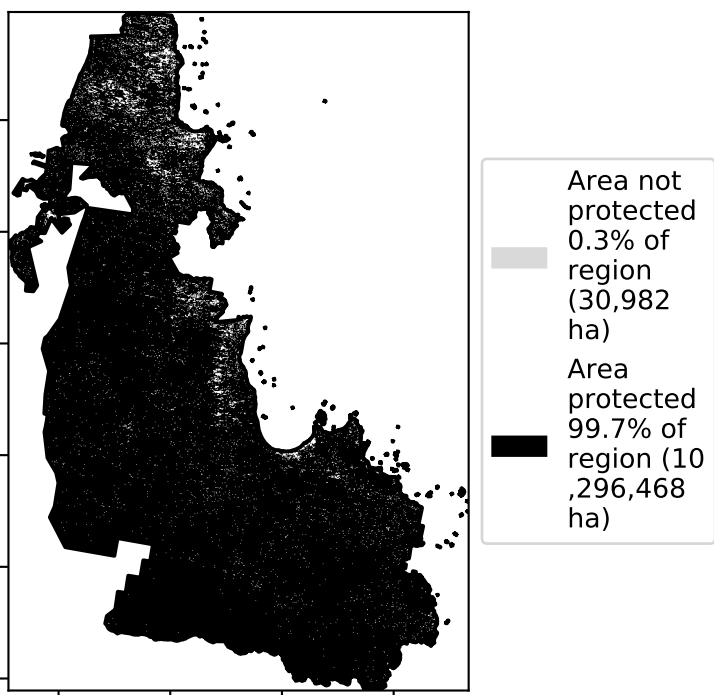 Area not
protected
0.3% of
region
(30,982
ha)
Area
protected
99.7% of
region (10
,296,468
ha)